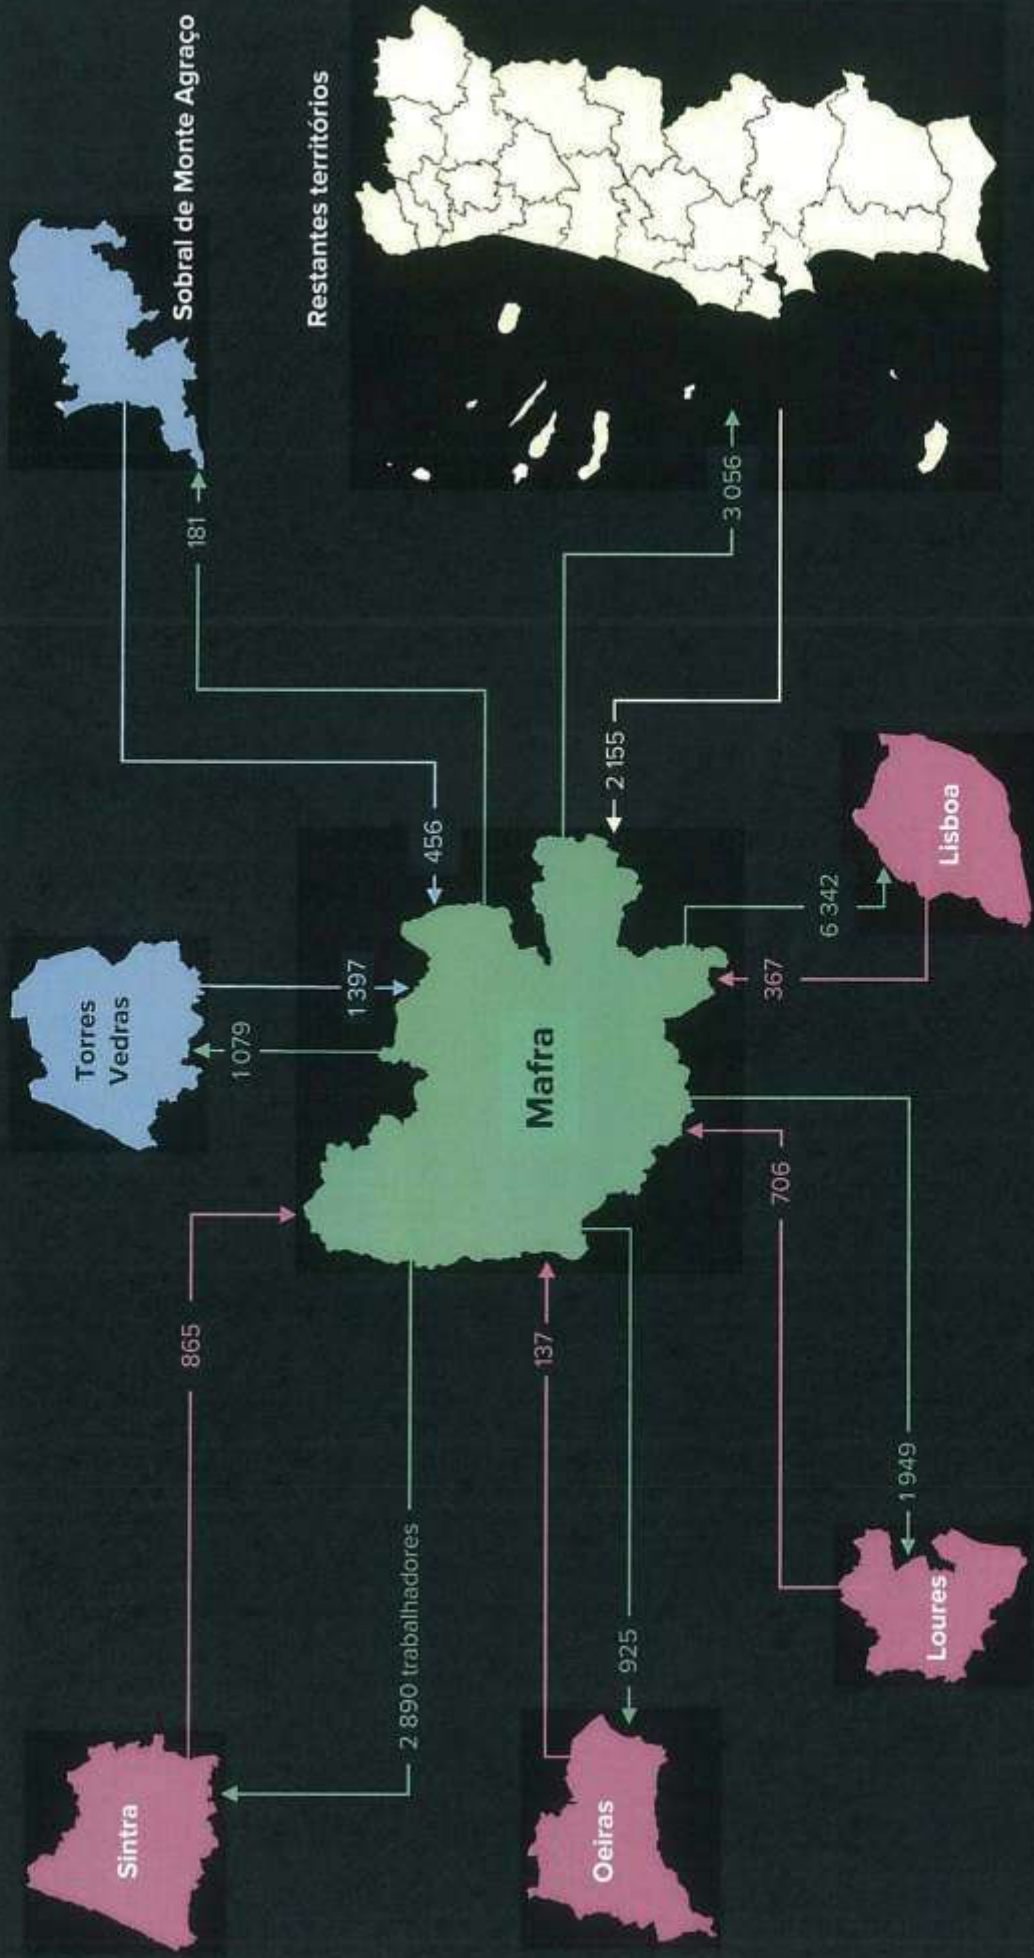 Sintra
865
Torres
Vedras
1 079
1 397
Sobral de Monte Agraço
181
456
2 890 trabalhadores
Restantes territórios
Mafra
137
2 155
3 056
Oeiras
925
706
367
6 342
Lisboa
Loures
1 949